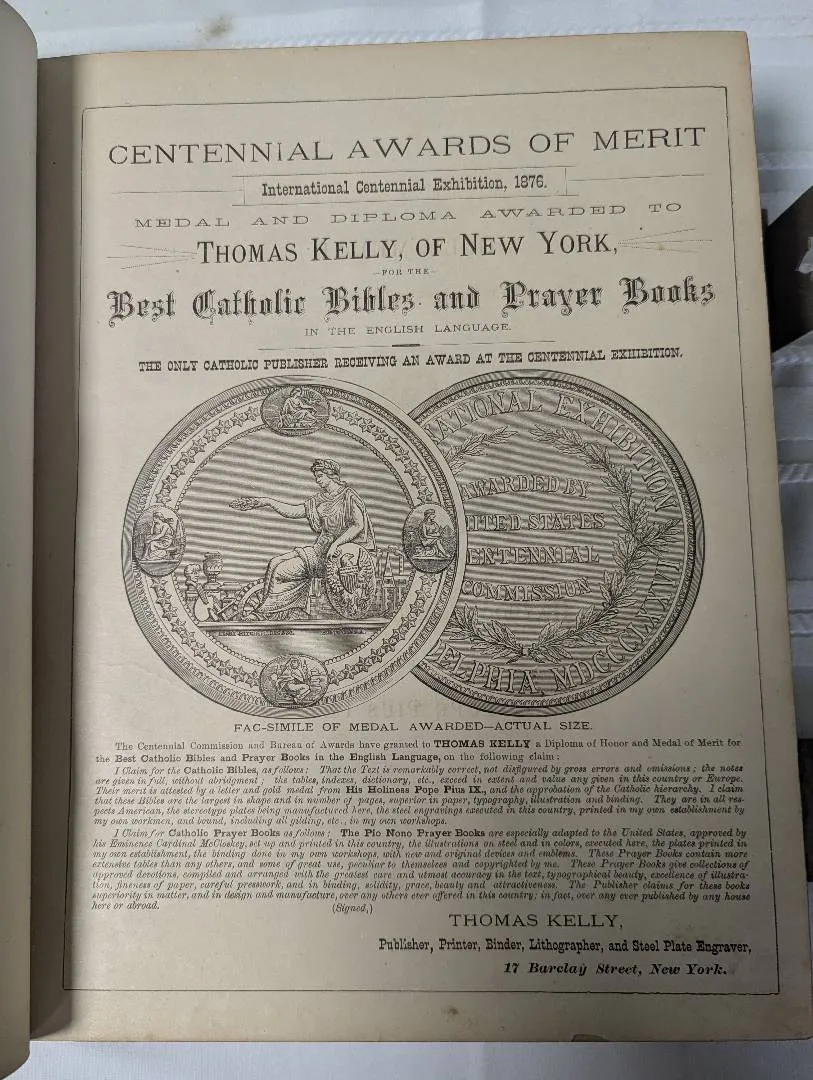 CENTENNIAL AWARDS OF MERIT
International Centennial Exhibition, 1876.
MEDAL AND DIPLOMA AWARDED TO
THOMAS KELLY, OF NEW YORK,
—FOR THE—
Best Catholic Bibles and Prayer Books
IN THE ENGLISH LANGUAGE.
THE ONLY CATHOLIC PUBLISHER RECEIVING AN AWARD AT THE CENTENNIAL EXHIBITION.
NATIONAL EXHIBITION
AWARDED BY
ITED STATES
ENTENNIAL
COMMISSION
ELPHIA, MDCCCLXXVI
FAC-SIMILE OF MEDAL AWARDED—ACTUAL SIZE.
The Centennial Commission and Bureau of Awards have granted to THOMAS KELLY a Diploma of Honor and Medal of Merit for
the Best Catholic Bibles and Prayer Books in the English Language, on the following claim:
I Claim for the Catholic Bibles, as follows: That the Text is remarkably correct, not disfigured by gross errors and omissions; the notes
are given in full, without abridgment; the tables, indexes, dictionary, etc., exceed in extent and value any given in this country or Europe.
Their merit is attested by a letter and gold medal from His Holiness Pope Pius IX., and the approbation of the Catholic hierarchy. I claim
that these Bibles are the largest in shape and in number of pages, superior in paper, typography, illustration and binding. They are in all res-
pects American, the stereotype plates being manufactured here, the steel engravings executed in this country, printed in my own establishment by
my own workmen, and bound, including all gilding, etc., in my own workshops.
I Claim for Catholic Prayer Books as follows: The Pio Nono Prayer Books are especially adapted to the United States, approved by
his Eminence Cardinal McCloskey, set up and printed in this country, the illustrations on steel and in colors, executed here, the plates printed in
my own establishment, the binding done in my own workshops, with new and original devices and emblems. These Prayer Books contain more
extensive tables than any others, and some of great use, peculiar to themselves and copyrighted by me. These Prayer Books give collections of
approved devotions, compiled and arranged with the greatest care and utmost accuracy in the text, typographical beauty, excellence of illustra-
tion, fineness of paper, careful presswork, and in binding, solidity, grace, beauty and attractiveness. The Publisher claims for these books
superiority in matter, and in design and manufacture, over any others ever offered in this country; in fact, over any ever published by any house
here or abroad. (Signed,)
THOMAS KELLY,
Publisher, Printer, Binder, Lithographer, and Steel Plate Engraver,
17 Barclay Street, New York.